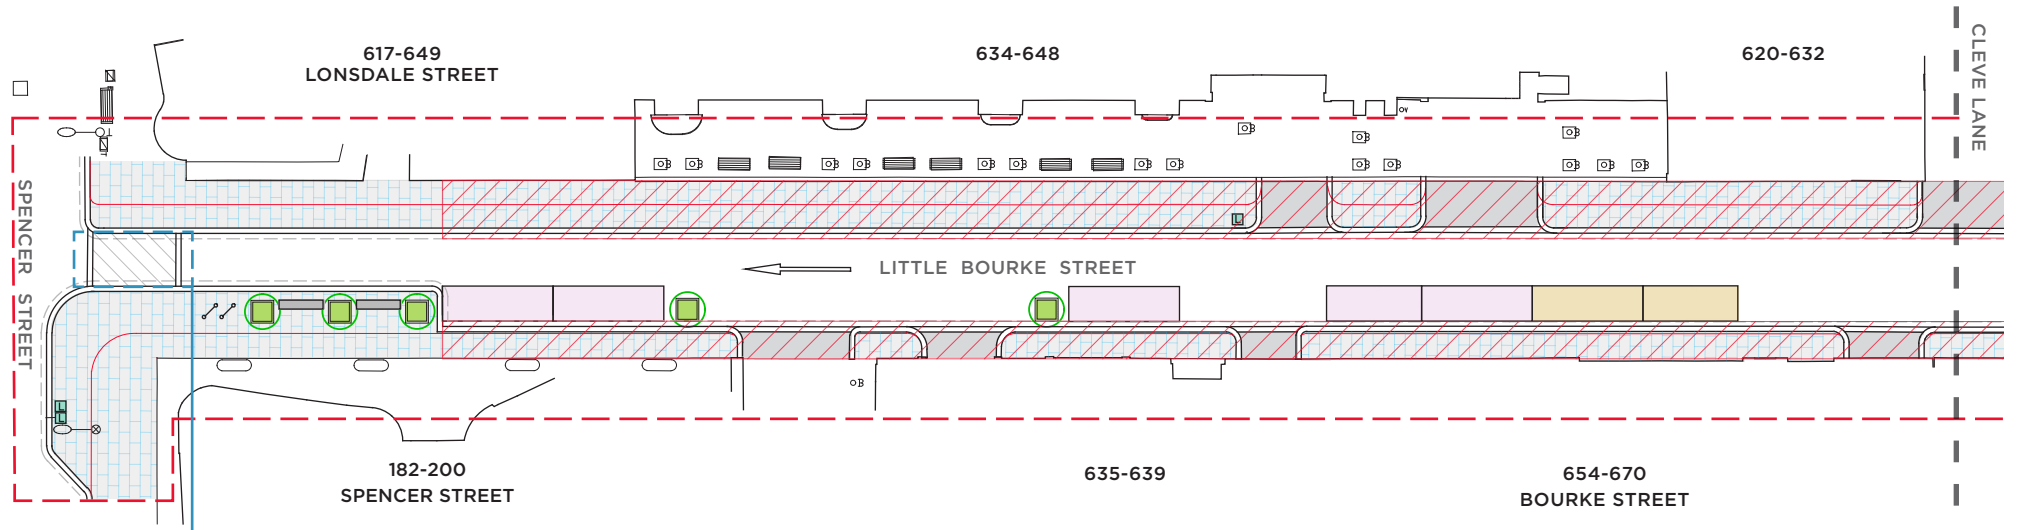 617-649
LONSDALE STREET
634-648
620-632
CLEVE LANE
SPENCER STREET
LITTLE BOURKE STREET
182-200
SPENCER STREET
635-639
654-670
BOURKE STREET